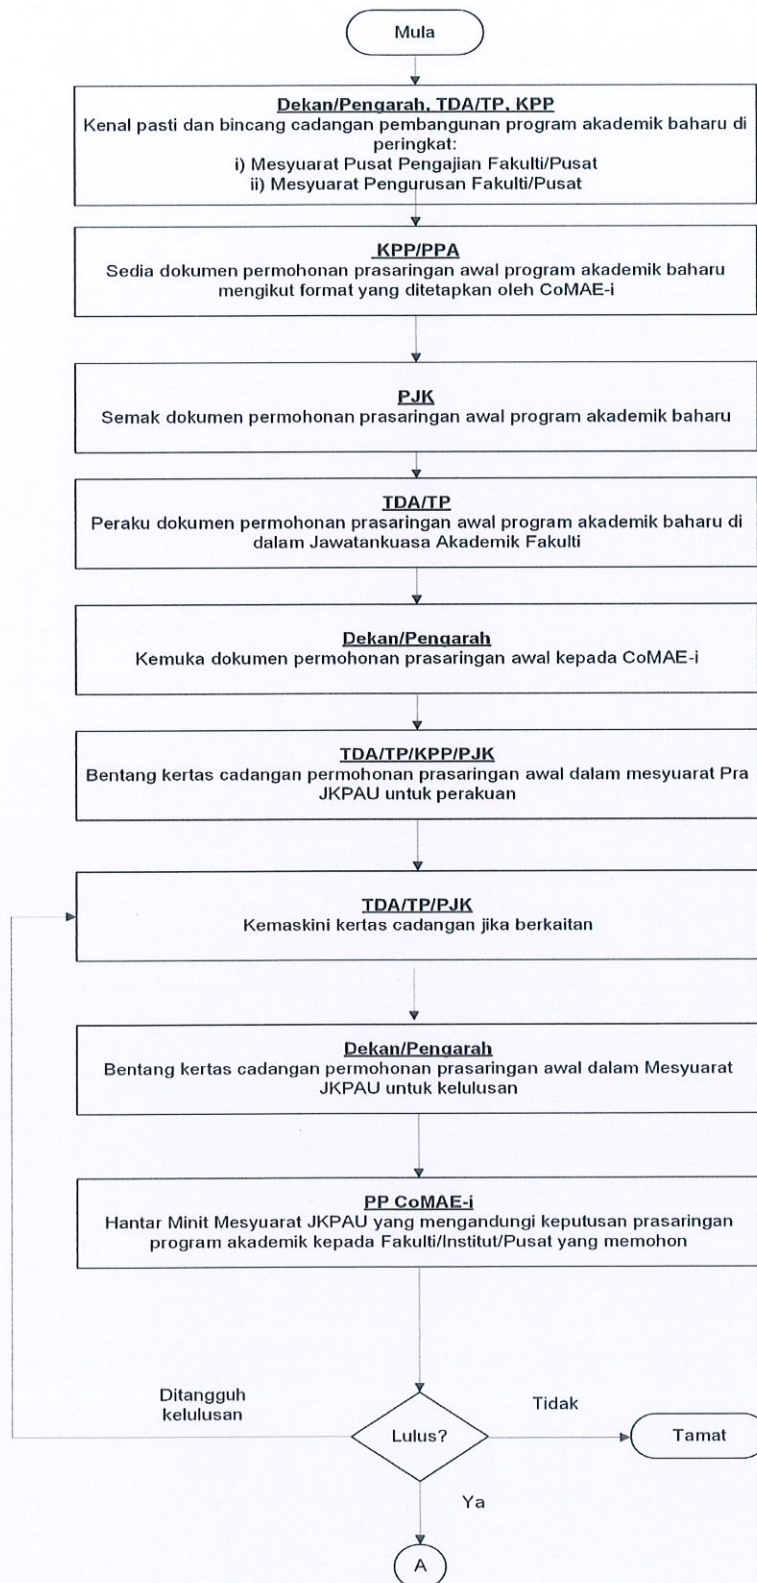 Mula
Dekan/Pengarah, TDA/TP, KPP
Kenal pasti dan bincang cadangan pembangunan program akademik baharu di
peringkat:
i) Mesyuarat Pusat Pengajian Fakulti/Pusat
ii) Mesyuarat Pengurusan Fakulti/Pusat
KPP/PPA
Sedia dokumen permohonan prasaringan awal program akademik baharu
mengikut format yang ditetapkan oleh CoMAE-i
PJK
Semak dokumen permohonan prasaringan awal program akademik baharu
TDA/TP
Peraku dokumen permohonan prasaringan awal program akademik baharu di
dalam Jawatankuasa Akademik Fakulti
Dekan/Pengarah
Kemuka dokumen permohonan prasaringan awal kepada CoMAE-i
TDA/TP/KPP/PJK
Bentang kertas cadangan permohonan prasaringan awal dalam mesyuarat Pra
JKPAU untuk perakuan
TDA/TP/PJK
Kemaskini kertas cadangan jika berkaitan
Dekan/Pengarah
Bentang kertas cadangan permohonan prasaringan awal dalam Mesyuarat
JKPAU untuk kelulusan
PP CoMAE-i
Hantar Minit Mesyuarat JKPAU yang mengandungi keputusan prasaringan
program akademik kepada Fakulti/Institut/Pusat yang memohon
Ditangguh
kelulusan
Lulus?
Tidak
Tamat
Ya
A